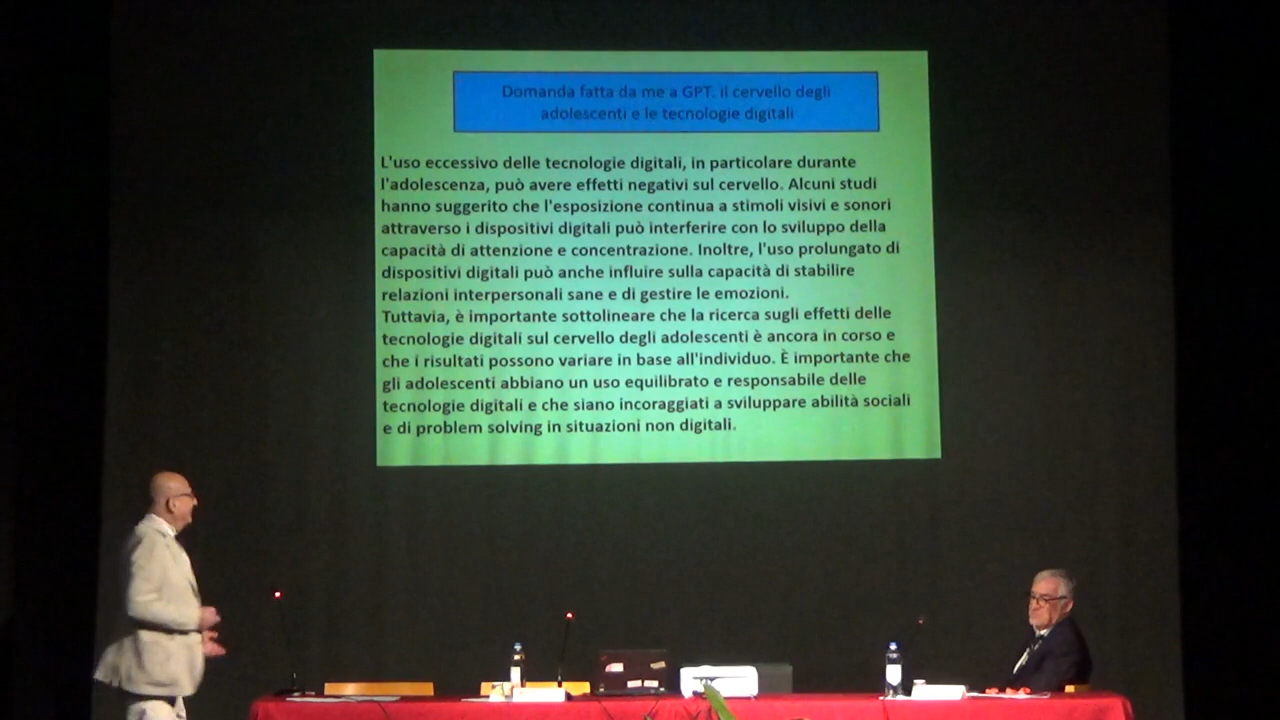 Domanda fatta da me a GPT. il cervello degli
adolescenti e le tecnologie digitali
L'uso eccessivo delle tecnologie digitali, in particolare durante
l'adolescenza, può avere effetti negativi sul cervello. Alcuni studi
hanno suggerito che l'esposizione continua a stimoli visivi e sonori
attraverso i dispositivi digitali può interferire con lo sviluppo della
capacità di attenzione e concentrazione. Inoltre, l'uso prolungato di
dispositivi digitali può anche influire sulla capacità di stabilire
relazioni interpersonali sane e di gestire le emozioni.
Tuttavia, è importante sottolineare che la ricerca sugli effetti delle
tecnologie digitali sul cervello degli adolescenti è ancora in corso e
che i risultati possono variare in base all'individuo. È importante che
gli adolescenti abbiano un uso equilibrato e responsabile delle
tecnologie digitali e che siano incoraggiati a sviluppare abilità sociali
e di problem solving in situazioni non digitali.